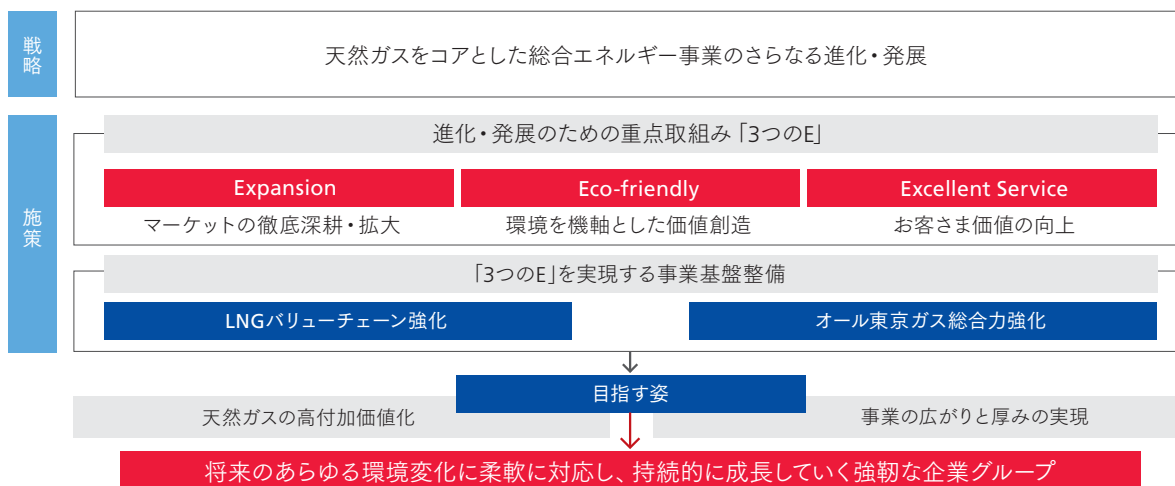 戦略
天然ガスをコアとした総合エネルギー事業のさらなる進化・発展
施策
進化・発展のための重点取組み「3つのE」
Expansion
マーケットの徹底深耕・拡大
Eco-friendly
環境を機軸とした価値創造
Excellent Service
お客さま価値の向上
「3つのE」を実現する事業基盤整備
LNGバリューチェーン強化
オール東京ガス総合力強化
目指す姿
天然ガスの高付加価値化
事業の広がりと厚みの実現
将来のあらゆる環境変化に柔軟に対応し、持続的に成長していく強靭な企業グループ